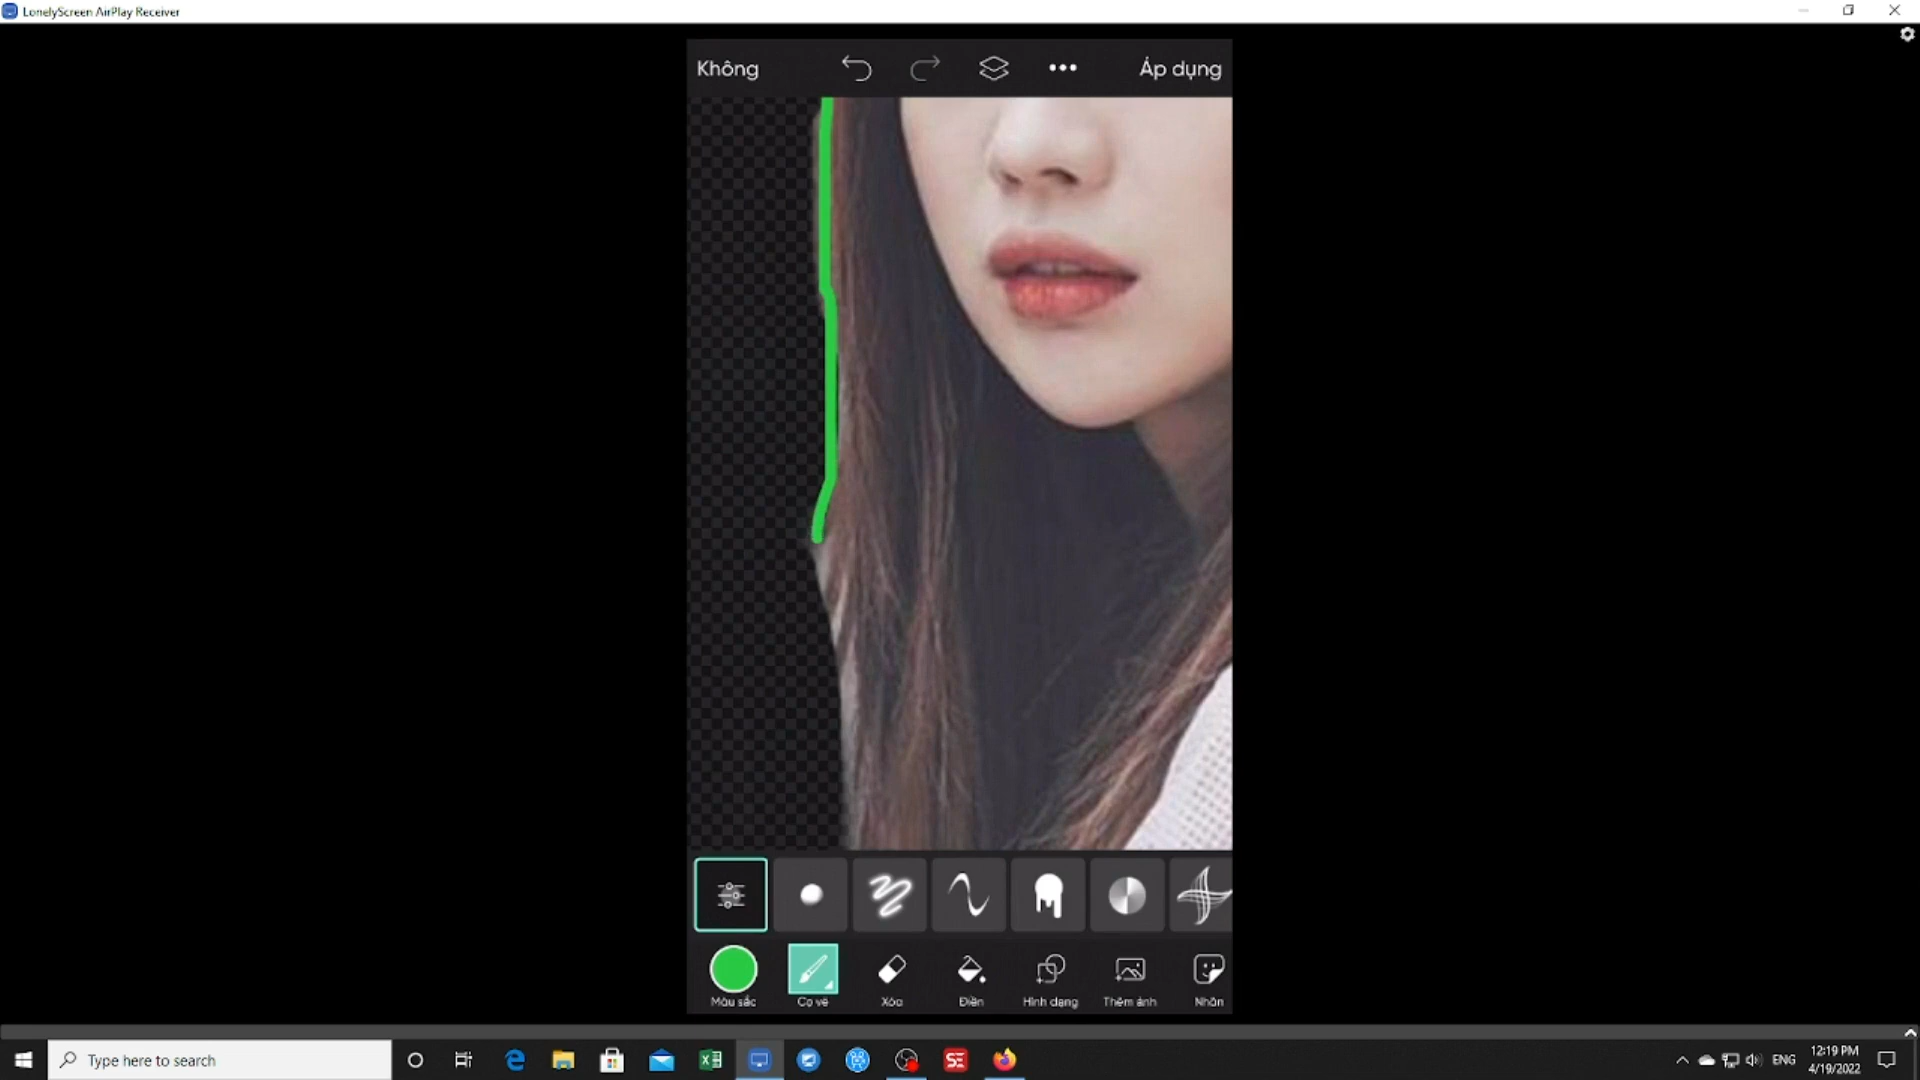 LonelyScreen AirPlay Receiver
Không
Áp dụng
Màu sắc
Cọ vẽ
Xóa
Điền
Hình dạng
Thêm ảnh
Nhãn
Type here to search
SE
ENG
12:19 PM
4/19/2022